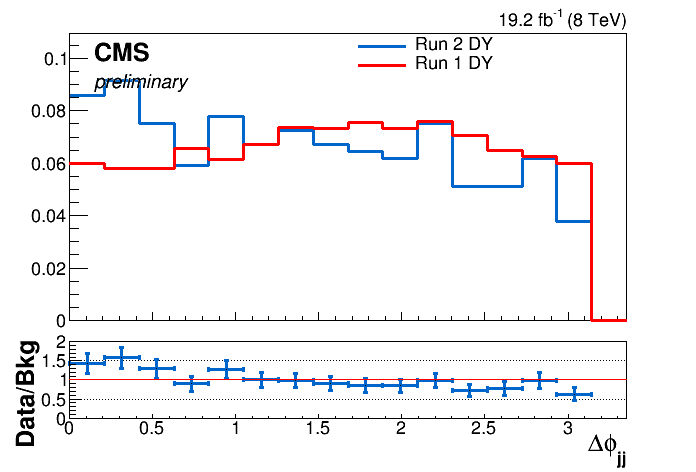 19.2 fb⁻¹ (8 TeV)
CMS
preliminary
Run 2 DY
Run 1 DY
0.1
0.08
0.06
0.04
0.02
0
Data/Bkg
2
1.5
1
0.5
0
0 0.5 1 1.5 2 2.5 3
Δϕjj